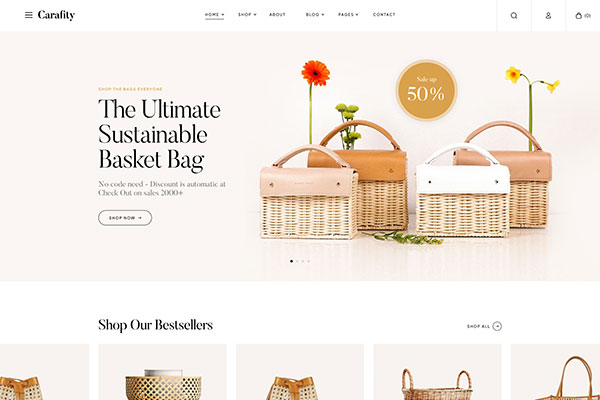 Carafity
HOME
SHOP
ABOUT
BLOG
PAGES
CONTACT
(0)
SHOP THE BAGS EVERYONE
The Ultimate
Sustainable
Basket Bag
No code need - Discount is automatic at
Check Out on sales 2000+
SHOP NOW →
Sale up
50%
Shop Our Bestsellers
SHOP ALL